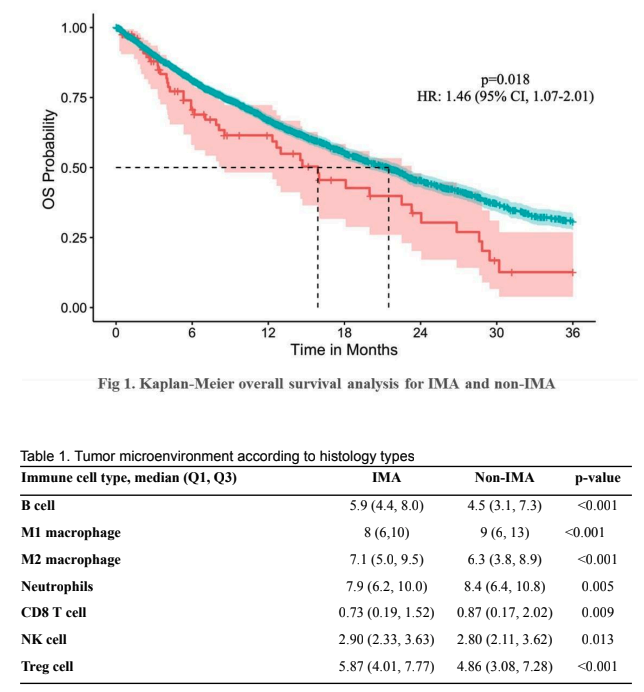 1.00
p=0.018
HR: 1.46 (95% CI, 1.07-2.01)
0.75
OS Probability
0.50
0.25
0.00
0 6 12 18 24 30 36
Time in Months
Fig 1. Kaplan-Meier overall survival analysis for IMA and non-IMA
Table 1. Tumor microenvironment according to histology types
Immune cell type, median (Q1, Q3) IMA Non-IMA p-value
B cell 5.9 (4.4, 8.0) 4.5 (3.1, 7.3) <0.001
M1 macrophage 8 (6,10) 9 (6, 13) <0.001
M2 macrophage 7.1 (5.0, 9.5) 6.3 (3.8, 8.9) <0.001
Neutrophils 7.9 (6.2, 10.0) 8.4 (6.4, 10.8) 0.005
CD8 T cell 0.73 (0.19, 1.52) 0.87 (0.17, 2.02) 0.009
NK cell 2.90 (2.33, 3.63) 2.80 (2.11, 3.62) 0.013
Treg cell 5.87 (4.01, 7.77) 4.86 (3.08, 7.28) <0.001